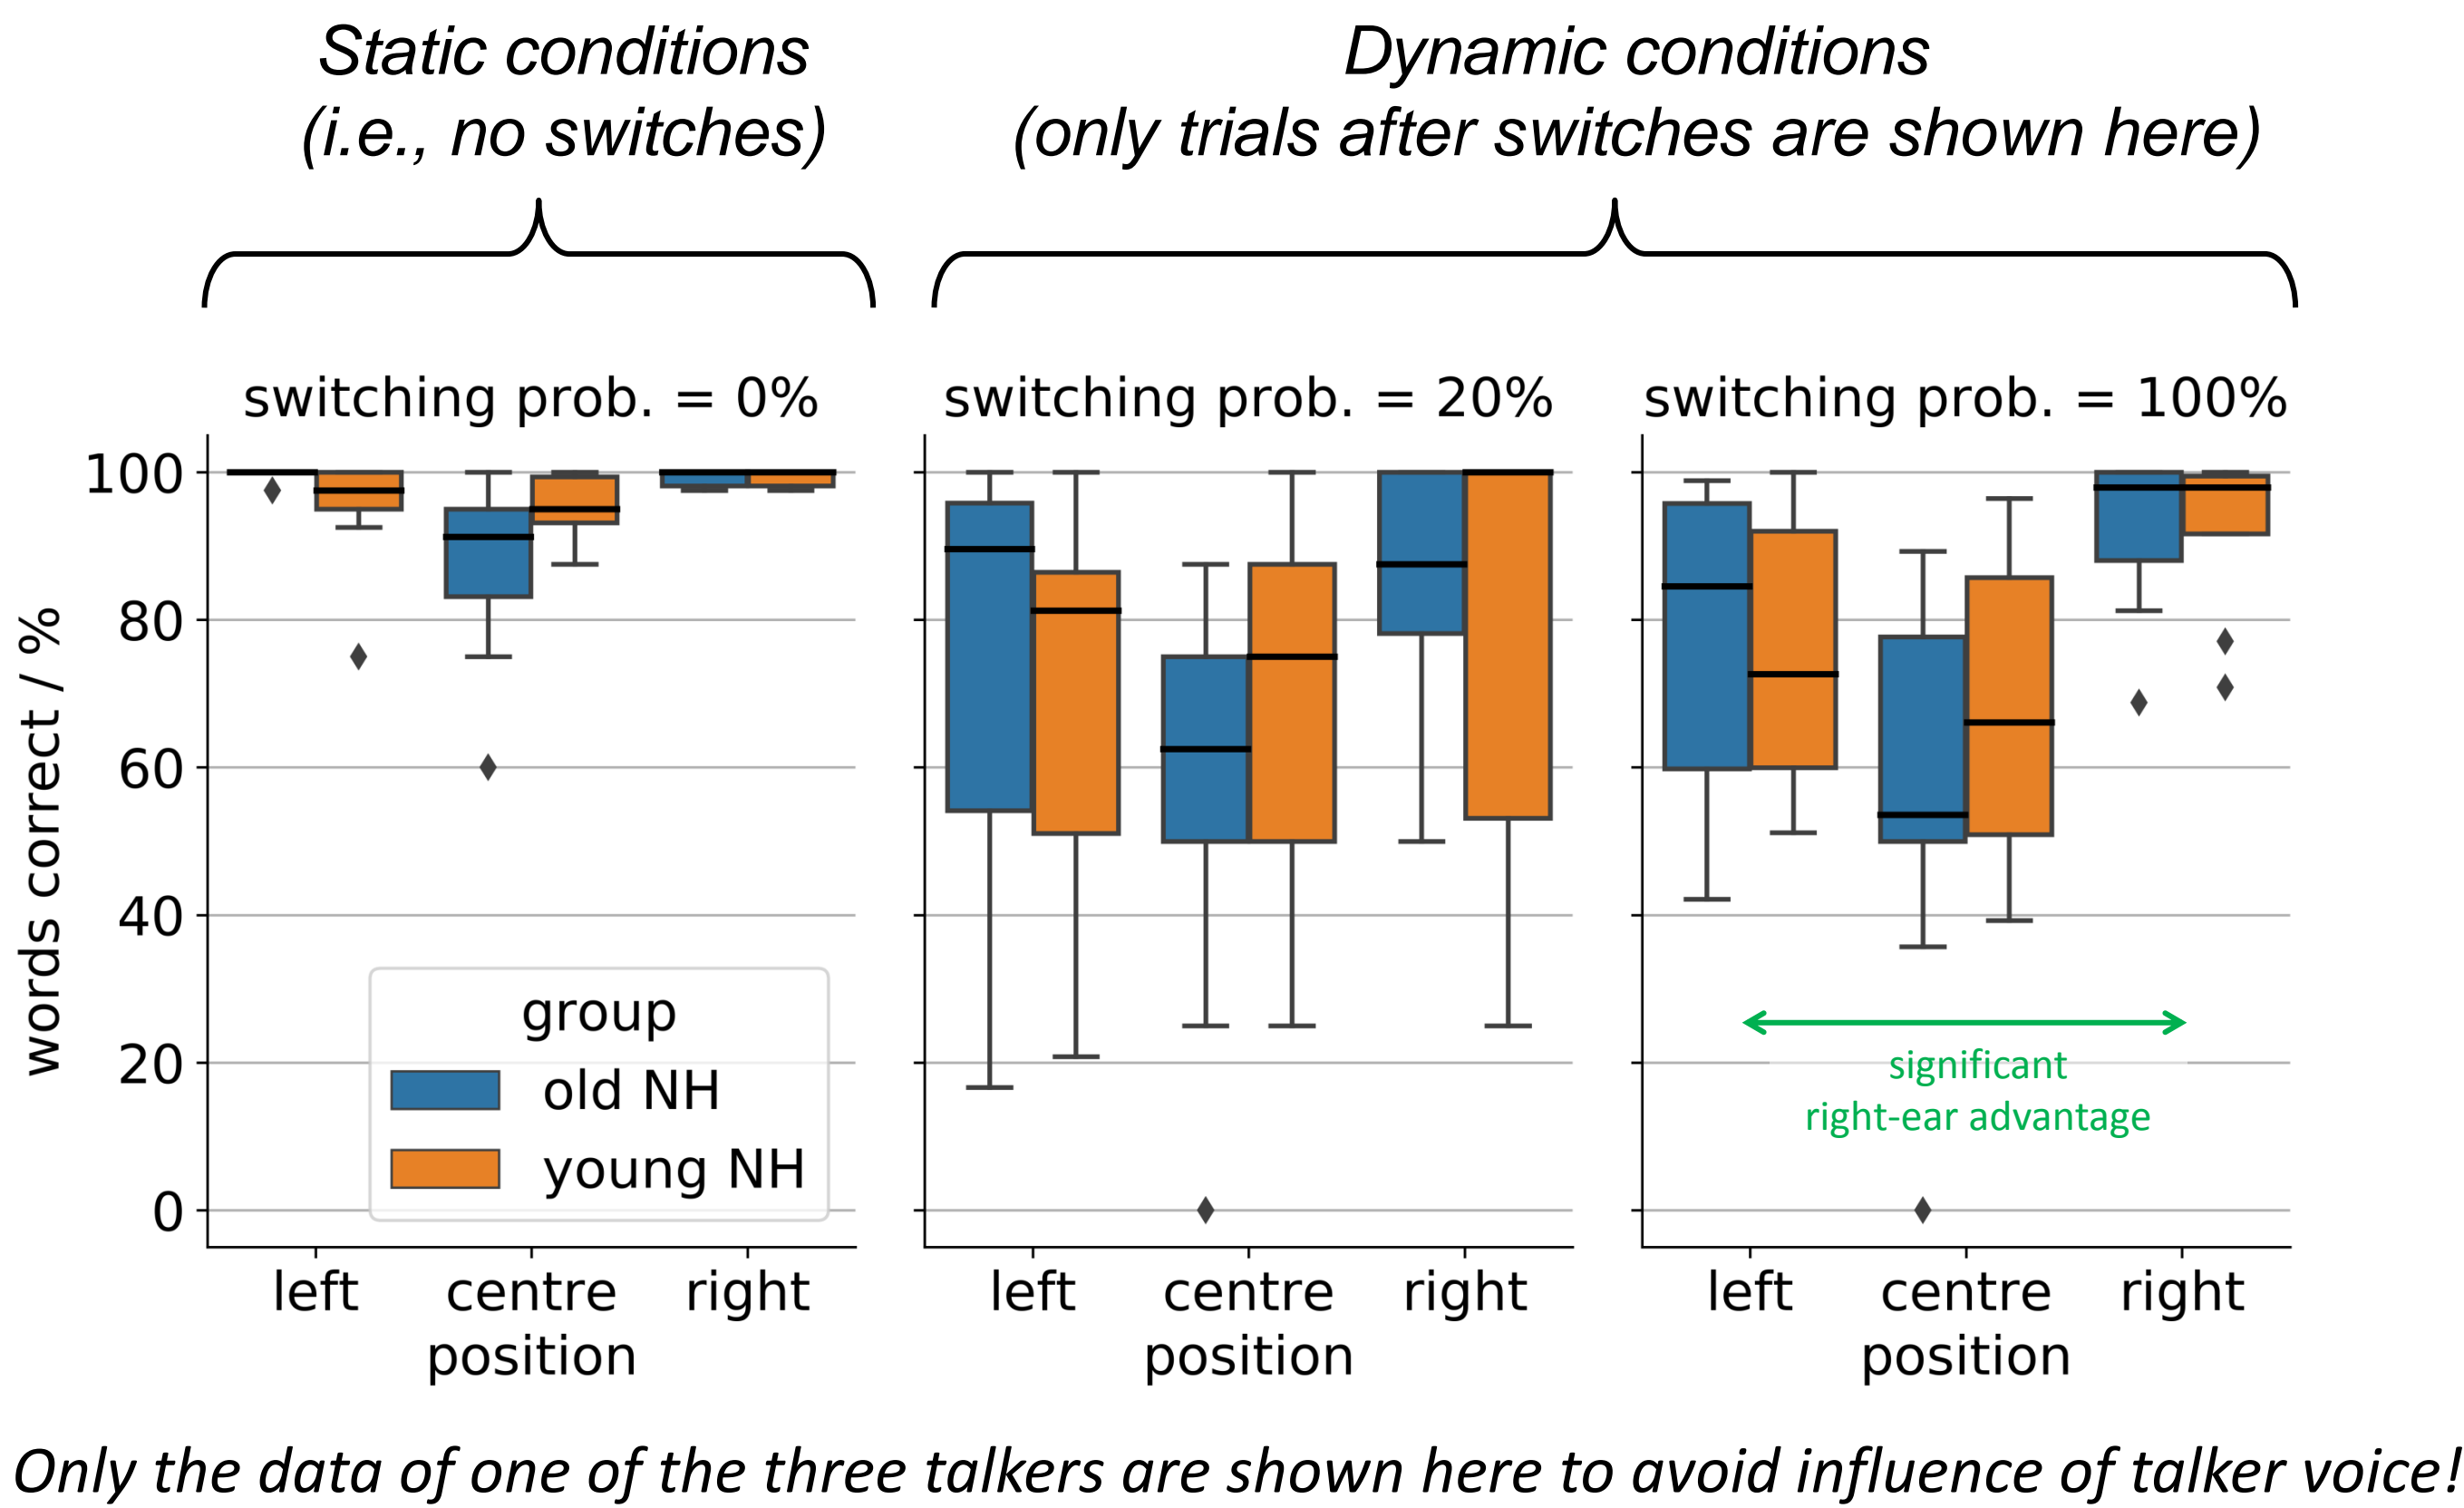 Static conditions
(i.e., no switches)
Dynamic conditions
(only trials after switches are shown here)
switching prob. = 0%
switching prob. = 20%
switching prob. = 100%
words correct / %
100
80
60
40
20
0
group
old NH
young NH
significant
right-ear advantage
left centre right
position
left centre right
position
left centre right
position
Only the data of one of the three talkers are shown here to avoid influence of talker voice!